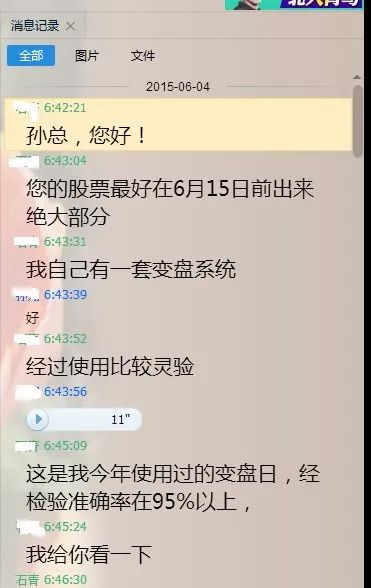 消息记录
全部 图片 文件
2015-06-04
6:42:21
孙总，您好！
6:43:04
您的股票最好在6月15日前出来
绝大部分
6:43:31
我自己有一套变盘系统
6:43:39
好
6:43:52
经过使用比较灵验
6:43:56
11"
6:45:09
这是我今年使用过的变盘日，经
检验准确率在95%以上，
6:45:24
我给你看一下
石青 6:46:30